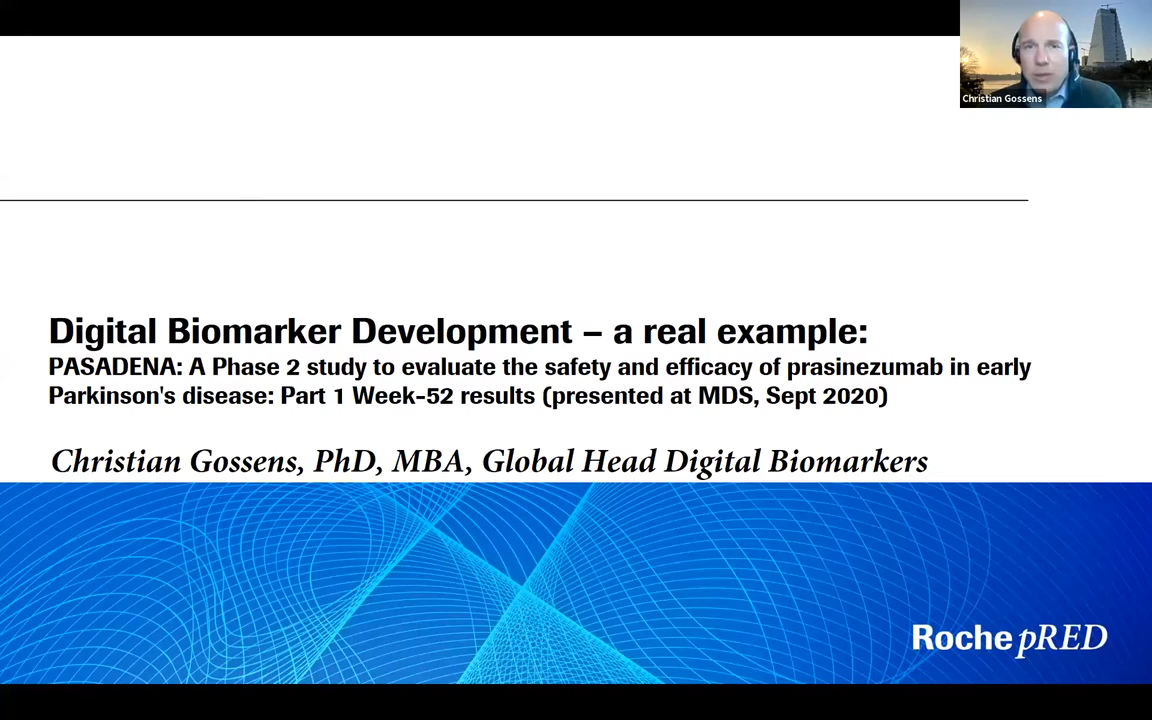 Christian Gossens
Digital Biomarker Development – a real example:
PASADENA: A Phase 2 study to evaluate the safety and efficacy of prasinezumab in early
Parkinson's disease: Part 1 Week-52 results (presented at MDS, Sept 2020)
Christian Gossens, PhD, MBA, Global Head Digital Biomarkers
Roche pRED